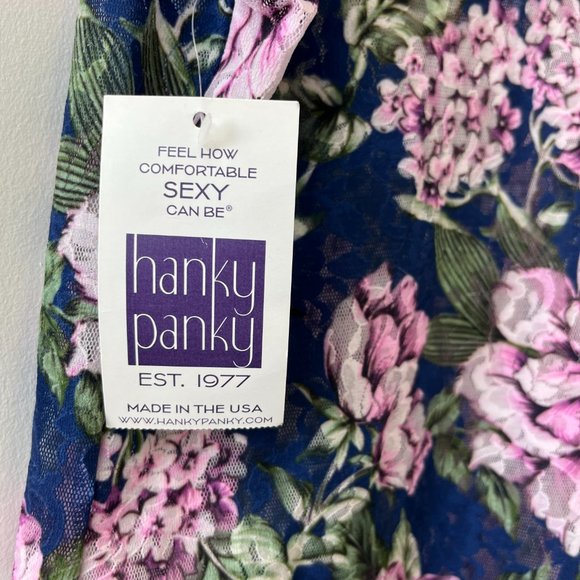 FEEL HOW
COMFORTABLE
SEXY
CAN BE®
hanky
panky
EST. 1977
MADE IN THE USA
WWW.HANKYPANKY.COM